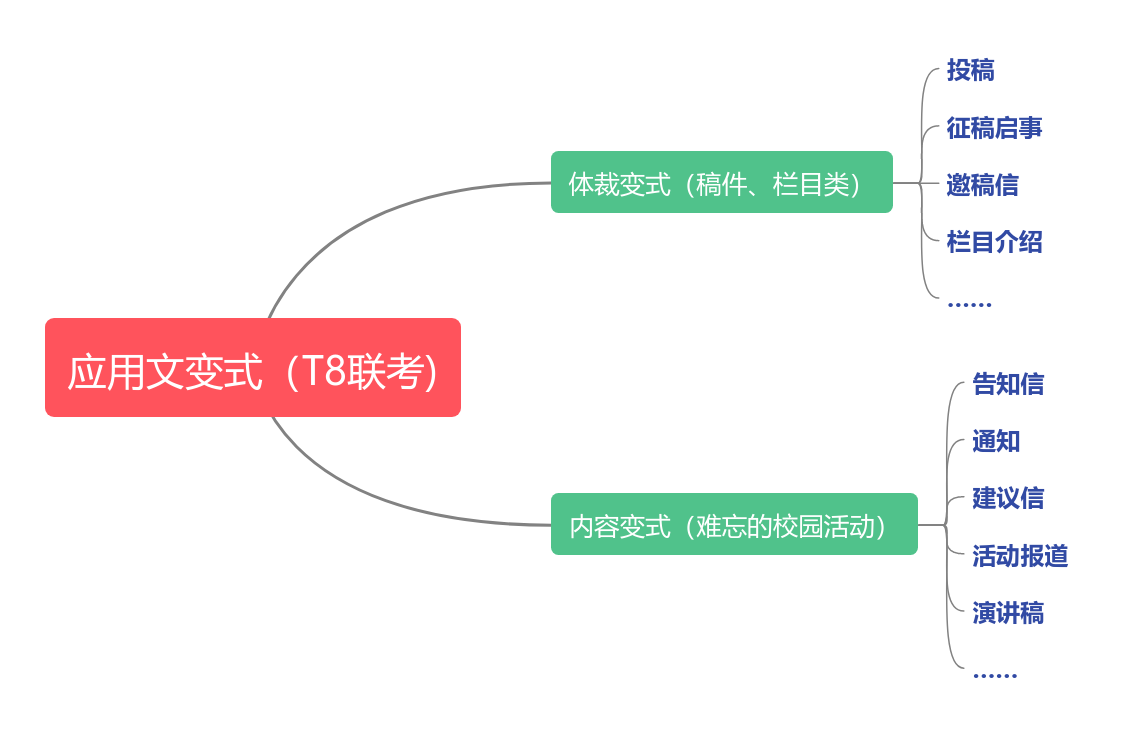 应用文变式（T8联考)
体裁变式（稿件、栏目类）
投稿
征稿启事
邀稿信
栏目介绍
......
内容变式（难忘的校园活动）
告知信
通知
建议信
活动报道
演讲稿
......